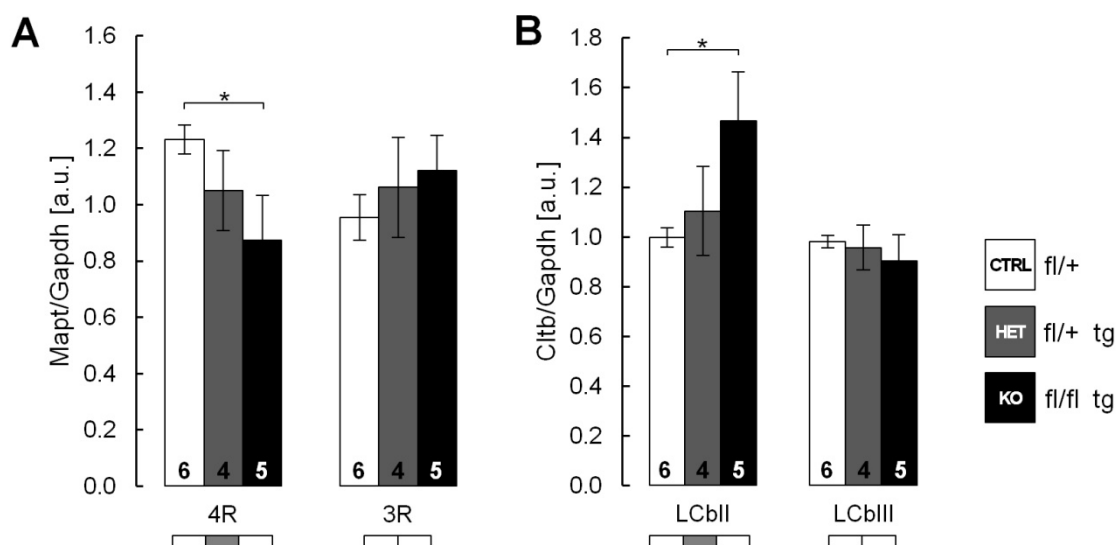 A
Mapt/Gapdh [a.u.]
1.6
1.4
1.2
1.0
0.8
0.6
0.4
0.2
0.0
*
6 4 5
6 4 5
4R 3R
B
Cltb/Gapdh [a.u.]
1.8
1.6
1.4
1.2
1.0
0.8
0.6
0.4
0.2
0.0
*
6 4 5
6 4 5
LCbII LCbIII
CTRL fl/+
HET fl/+ tg
KO fl/fl tg